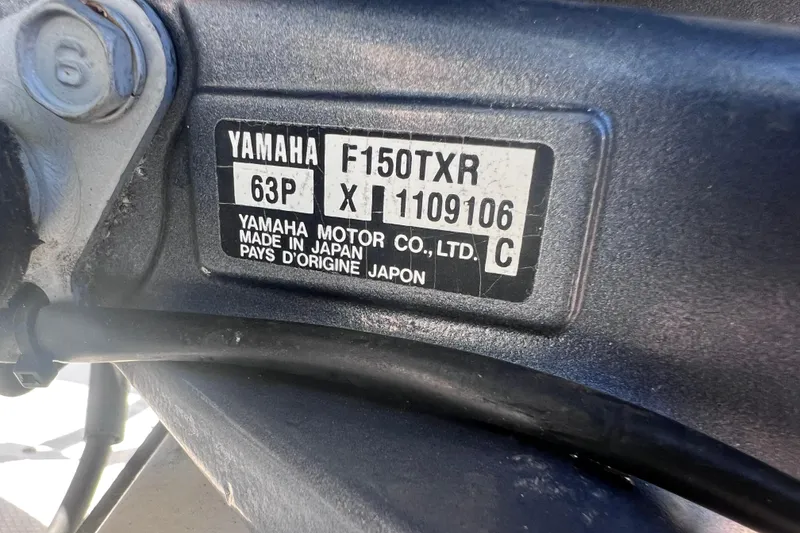 6
YAMAHA F150TXR
63P X 1109106
YAMAHA MOTOR CO., LTD. C
MADE IN JAPAN
PAYS D'ORIGINE JAPON